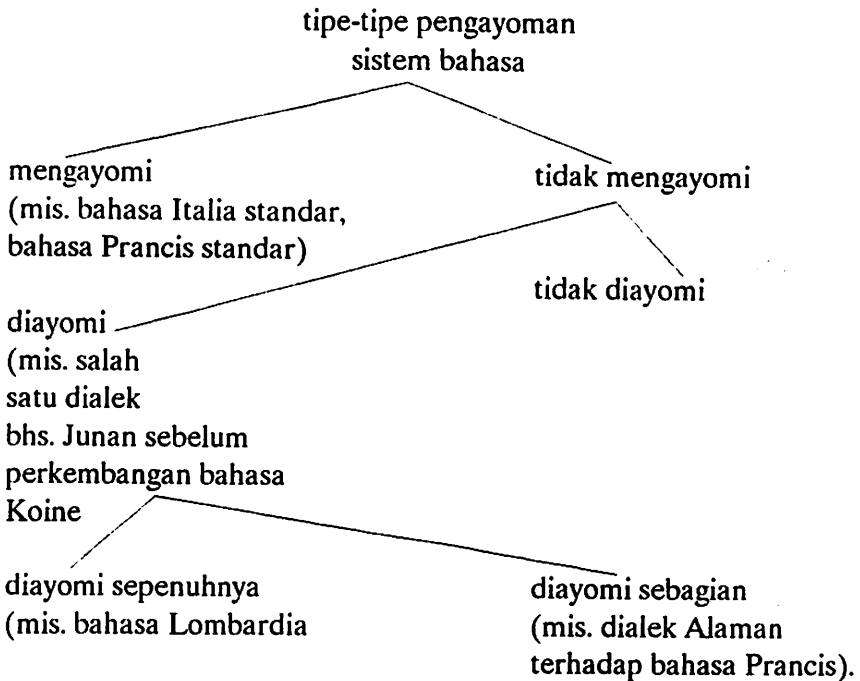 tipe-tipe pengayoman
sistem bahasa
mengayomi
(mis. bahasa Italia standar,
bahasa Prancis standar)
tidak mengayomi
tidak diayomi
diayomi
(mis. salah
satu dialek
bhs. Junan sebelum
perkembangan bahasa
Koine
diayomi sepenuhnya
(mis. bahasa Lombardia
diayomi sebagian
(mis. dialek Alaman
terhadap bahasa Prancis).